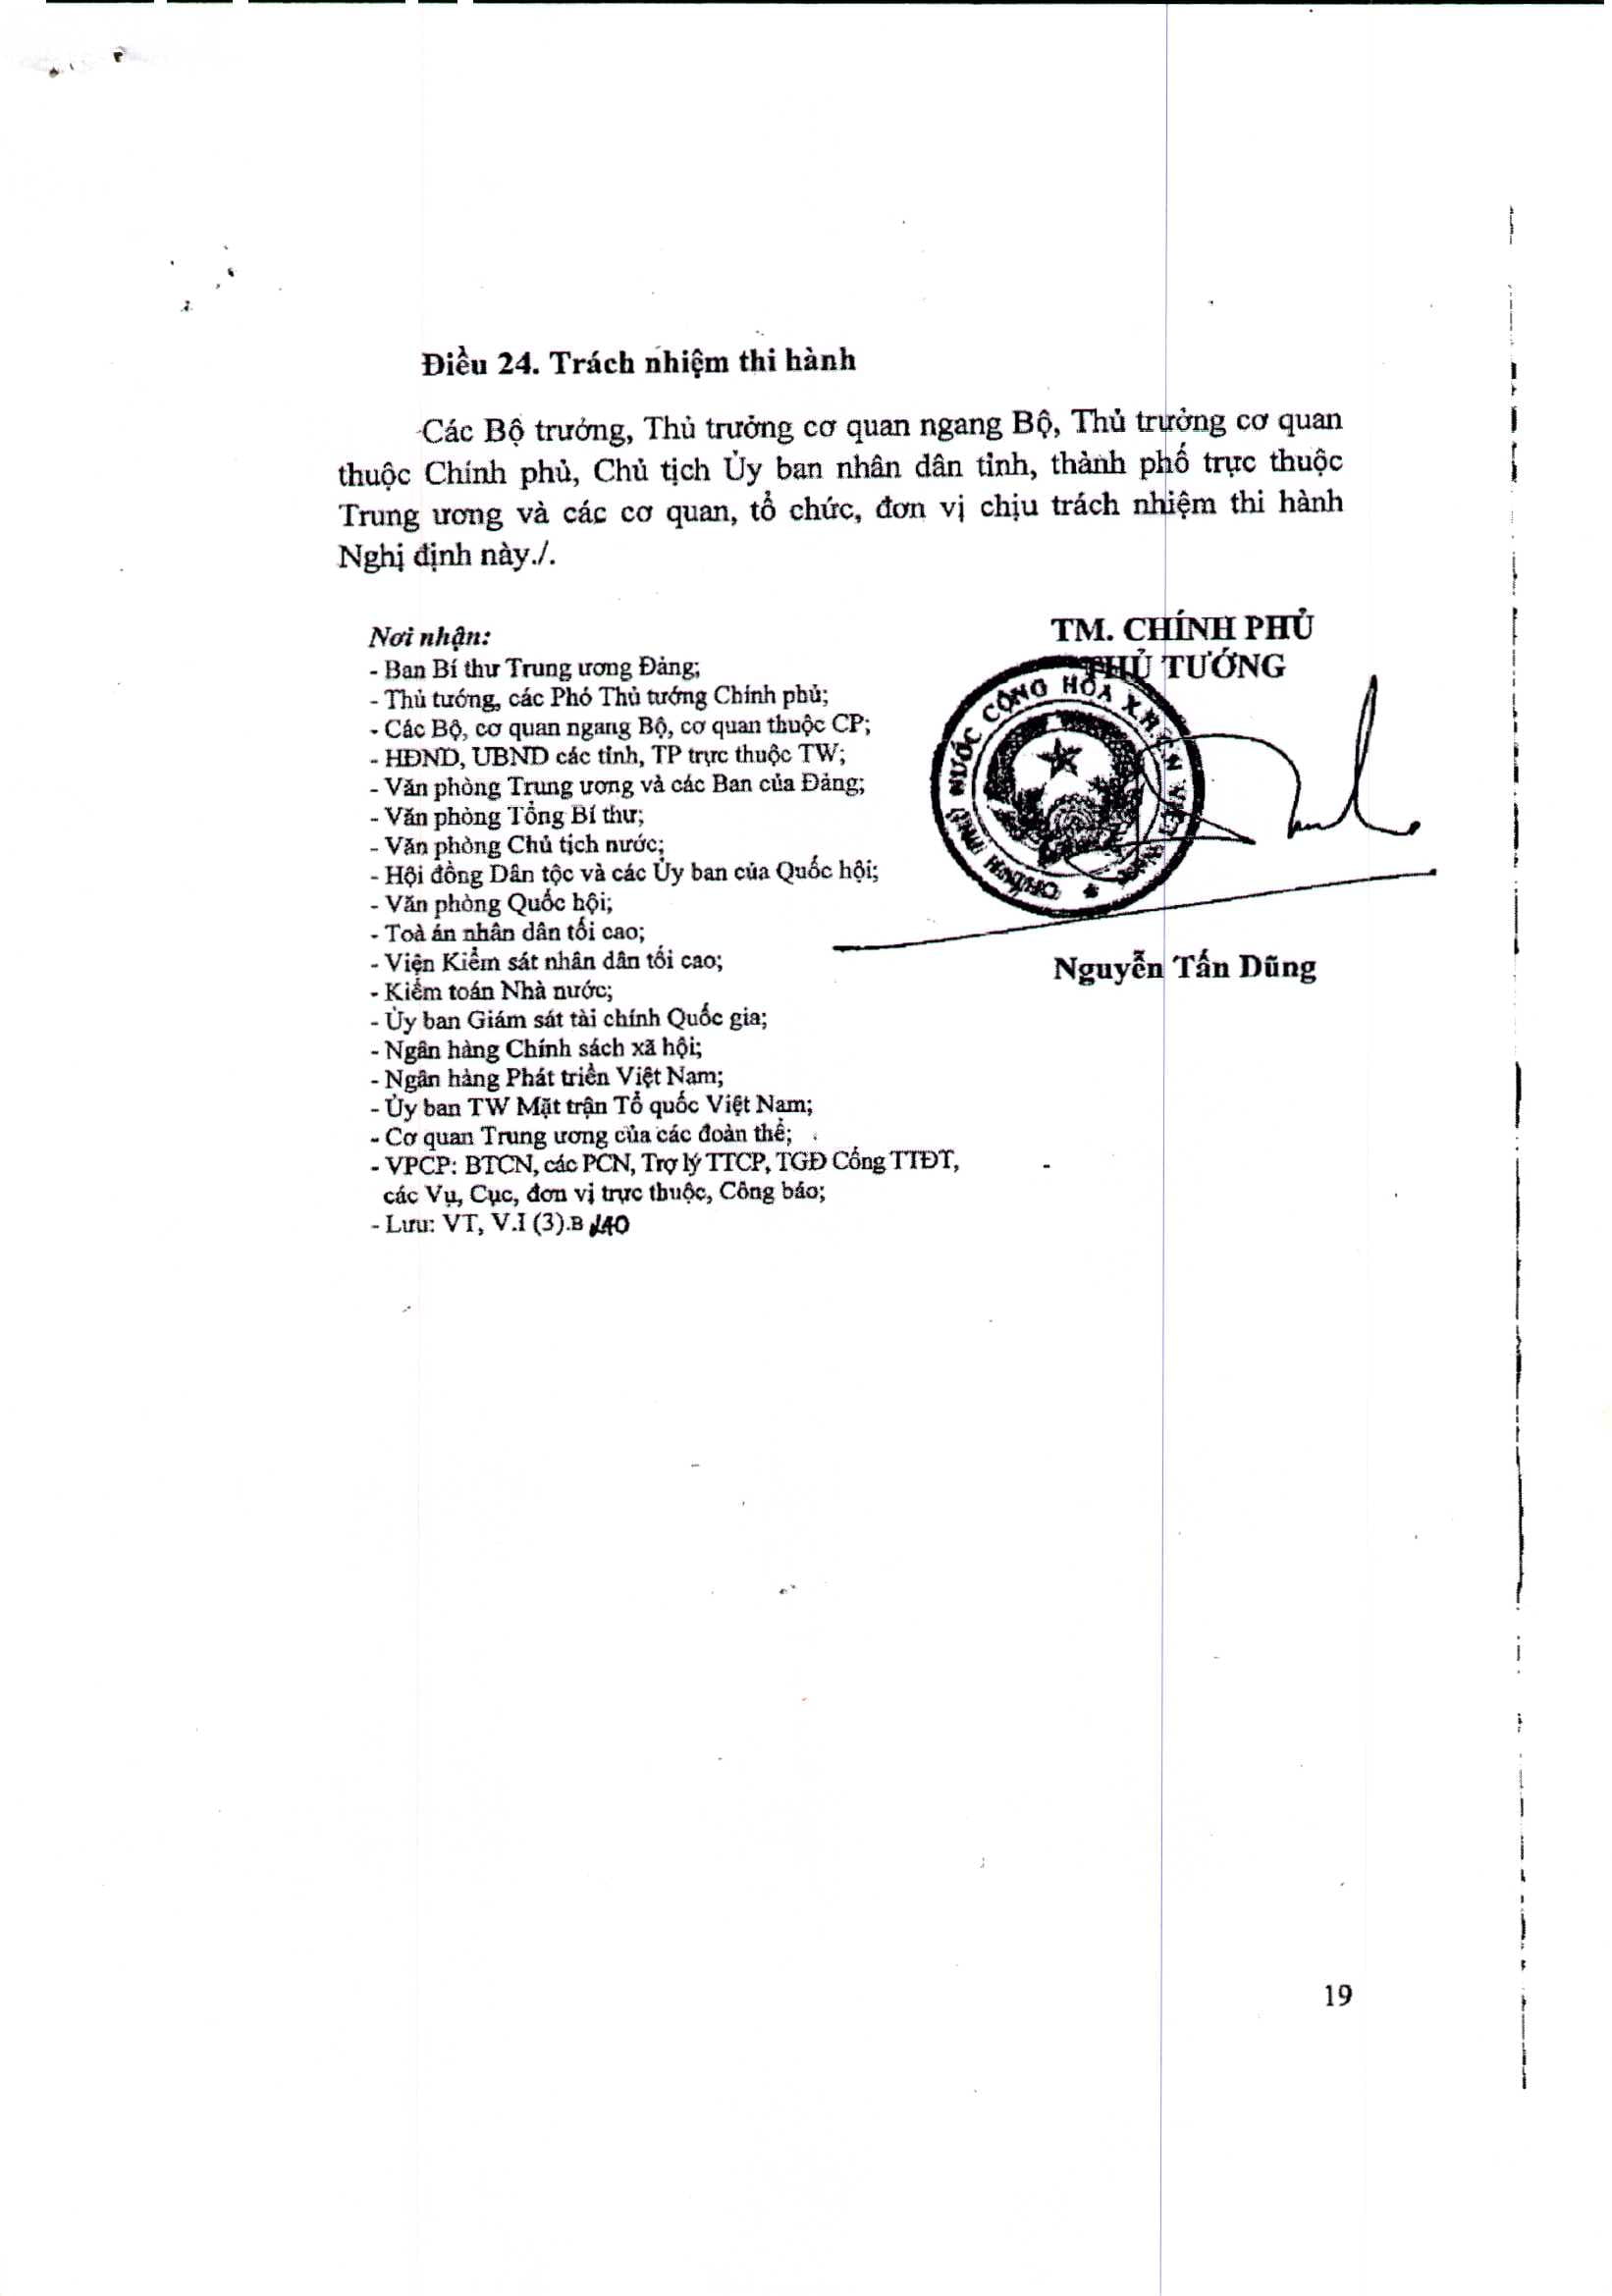 Điều 24. Trách nhiệm thi hành
Các Bộ trưởng, Thủ trưởng cơ quan ngang Bộ, Thủ trưởng cơ quan
thuộc Chính phủ, Chủ tịch Ủy ban nhân dân tỉnh, thành phố trực thuộc
Trung ương và các cơ quan, tổ chức, đơn vị chịu trách nhiệm thi hành
Nghị định này./.
Nơi nhận:
- Ban Bí thư Trung ương Đảng;
- Thủ tướng, các Phó Thủ tướng Chính phủ;
- Các Bộ, cơ quan ngang Bộ, cơ quan thuộc CP;
- HĐND, UBND các tỉnh, TP trực thuộc TW;
- Văn phòng Trung ương và các Ban của Đảng;
- Văn phòng Tổng Bí thư;
- Văn phòng Chủ tịch nước;
- Hội đồng Dân tộc và các Ủy ban của Quốc hội;
- Văn phòng Quốc hội;
- Toà án nhân dân tối cao;
- Viện Kiểm sát nhân dân tối cao;
- Kiểm toán Nhà nước;
- Ủy ban Giám sát tài chính Quốc gia;
- Ngân hàng Chính sách xã hội;
- Ngân hàng Phát triển Việt Nam;
- Ủy ban TW Mặt trận Tổ quốc Việt Nam;
- Cơ quan Trung ương của các đoàn thể;
- VPCP: BTCN, các PCN, Trợ lý TTCP, TGĐ Cổng TTĐT,
các Vụ, Cục, đơn vị trực thuộc, Công báo;
- Lưu: VT, V.I (3).B
TM. CHÍNH PHỦ
THỦ TƯỚNG
CHÍNH PHỦ NƯỚC CỘNG HÒA X.H.C.N VIỆT NAM
Nguyễn Tấn Dũng
19